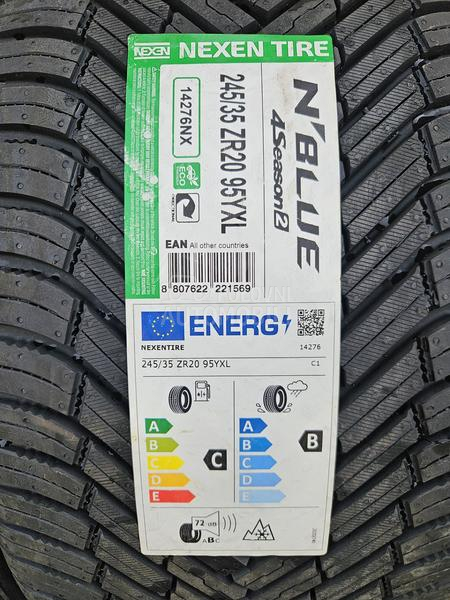 NEXEN NEXEN TIRE
N'BLUE
4Season2
245/35 ZR20 95YXL
14276NX
ECO
EAN All other countries
8 807622 221569
ENERG
NEXENTIRE 14276
245/35 ZR20 95YXL C1
A
B
C
D
E
C
A
B
C
D
E
B
72 dB
ABC